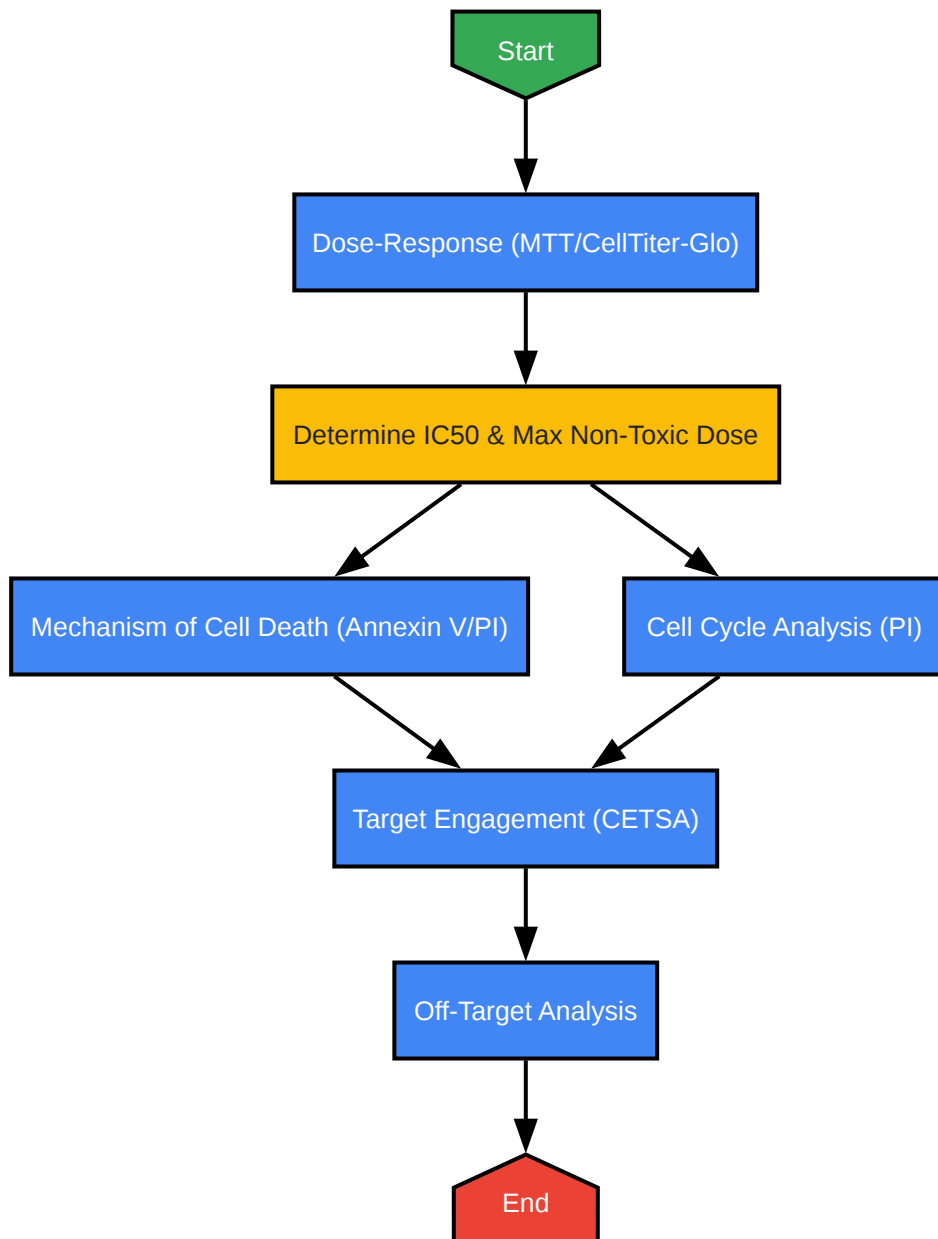 Start
Dose-Response (MTT/CellTiter-Glo)
Determine IC50 & Max Non-Toxic Dose
Mechanism of Cell Death (Annexin V/PI)
Cell Cycle Analysis (PI)
Target Engagement (CETSA)
Off-Target Analysis
End